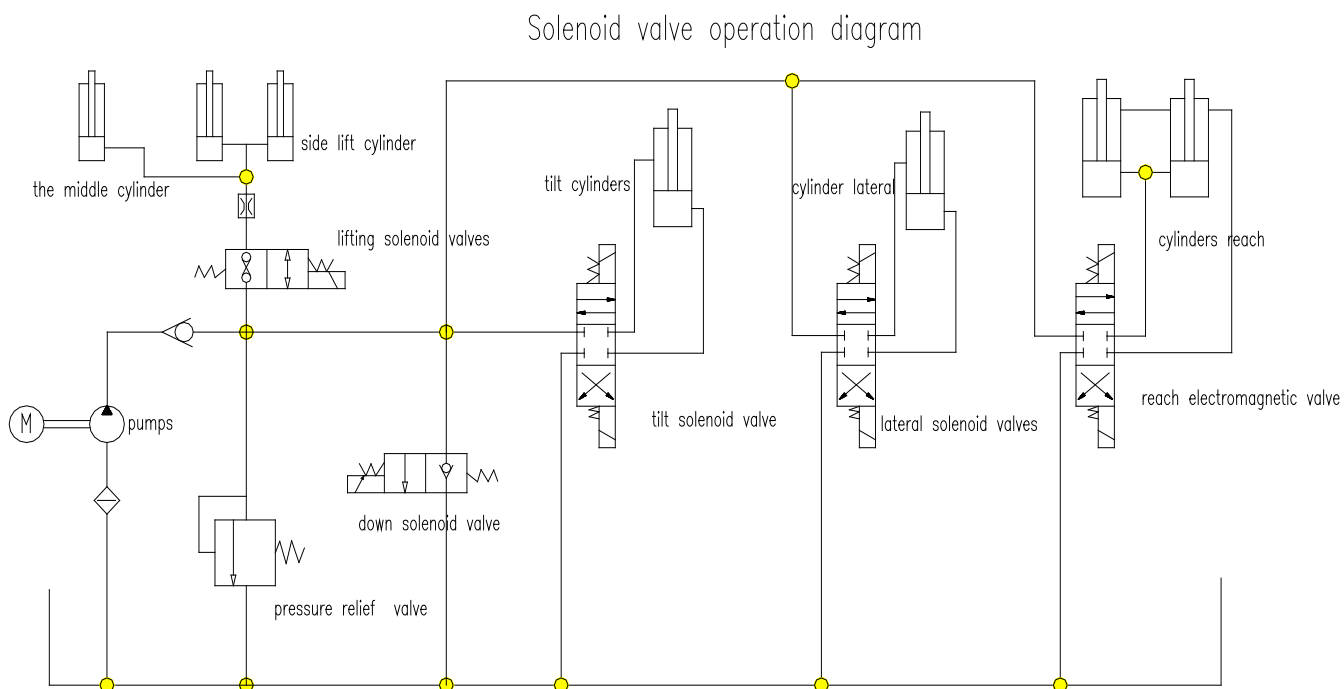 Solenoid valve operation diagram
side lift cylinder
the middle cylinder
tilt cylinders
cylinder lateral
lifting solenoid valves
cylinders reach
reach electromagnetic valve
M
pumps
tilt solenoid valve
lateral solenoid valves
down solenoid valve
pressure relief valve